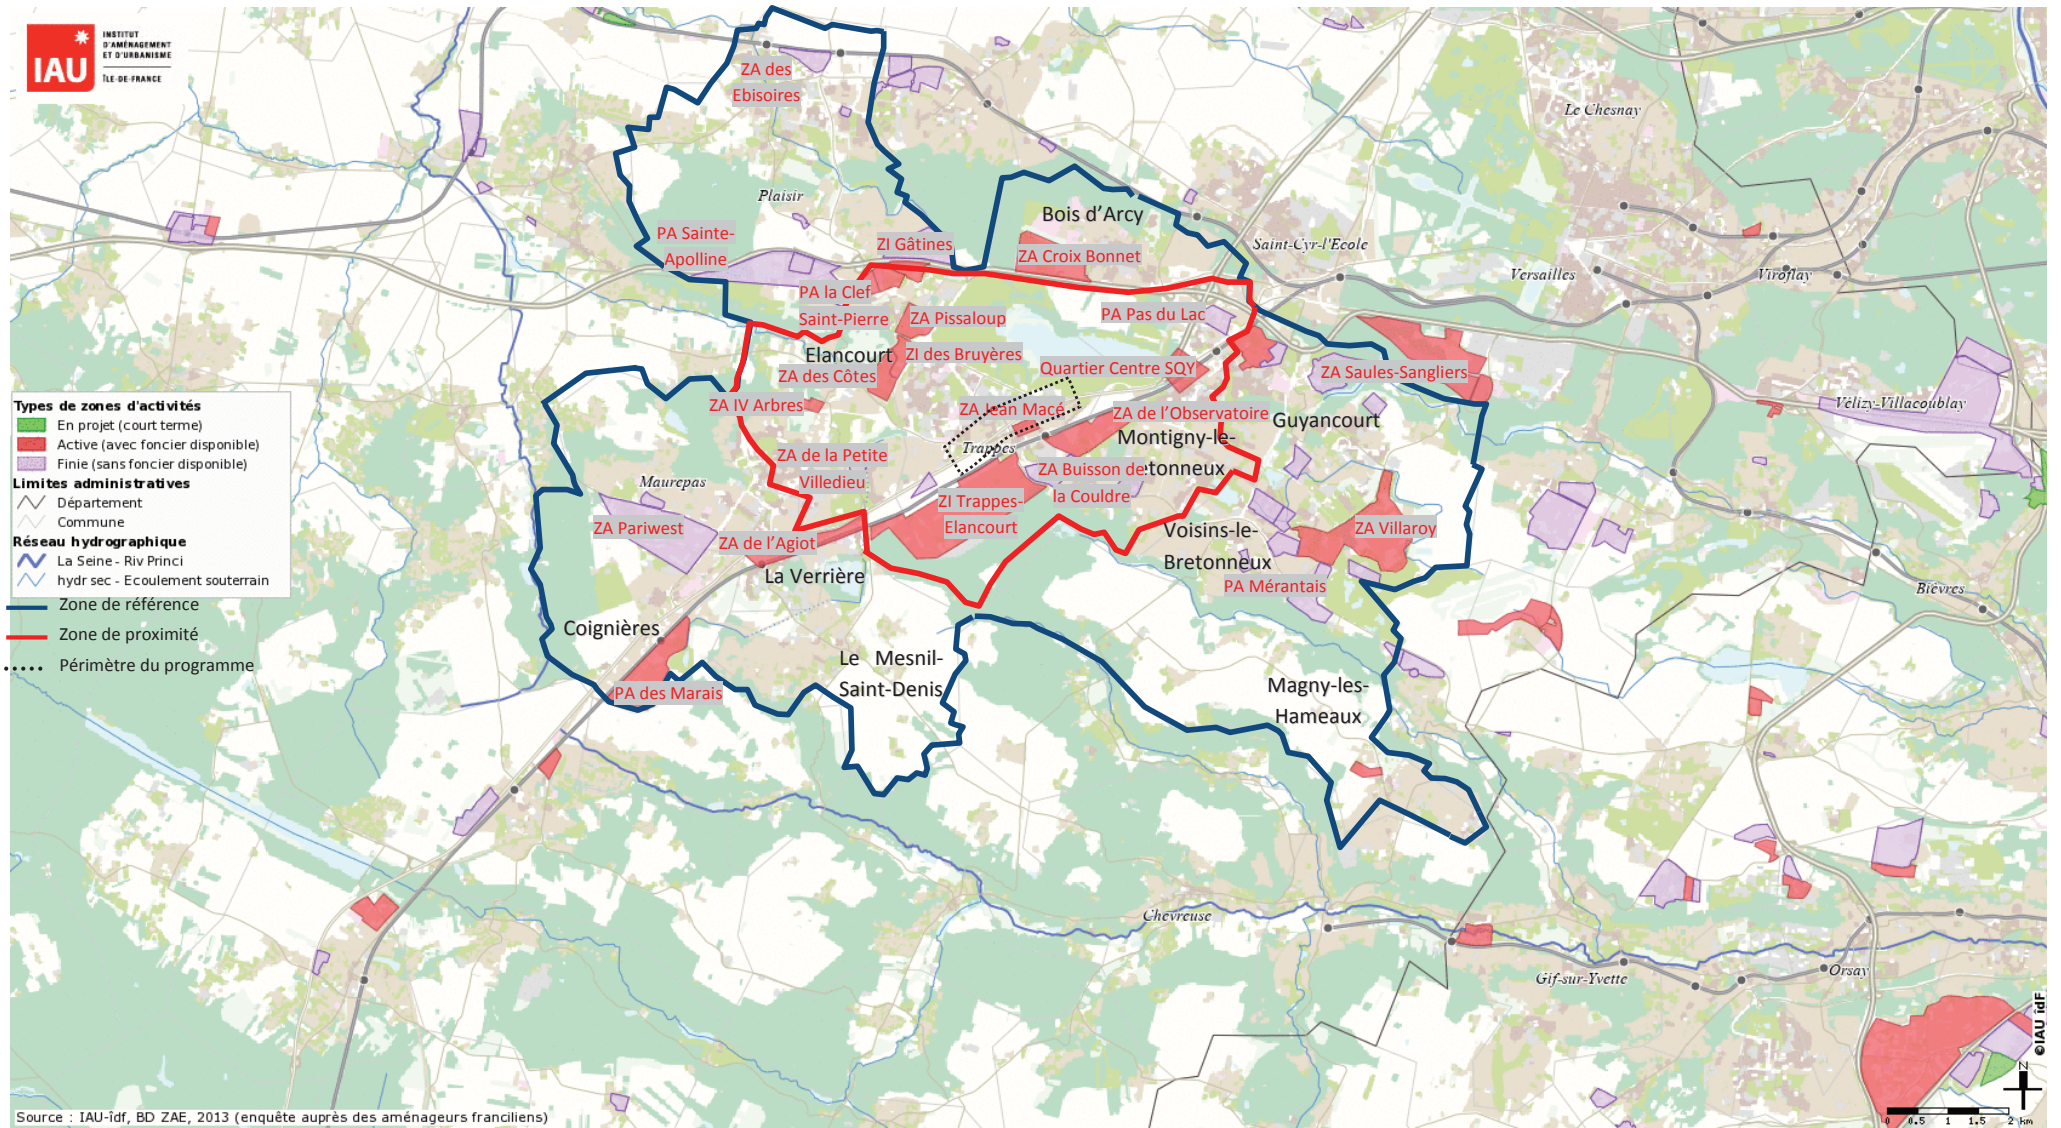 IAU
INSTITUT
D'AMÉNAGEMENT
ET D'URBANISME
ÎLE-DE-FRANCE
ZA des
Ebisoires
Le Chesnay
Plaisir
Bois d'Arcy
PA Sainte-
Apolline
ZI Gâtines
ZA Croix Bonnet
Saint-Cyr-l'Ecole
Versailles
Viroflay
PA la Clef
Saint-Pierre
ZA Pissaloup
PA Pas du Lac
Elancourt
ZI des Bruyères
ZA des Côtes
Quartier Centre SQY
ZA Saules-Sangliers
Vélizy-Villacoublay
ZA IV Arbres
ZA Jean Macé
ZA de l'Observatoire
Guyancourt
Trappes
Montigny-le-
Bretonneux
ZA de la Petite
Villedieu
ZA Buisson de
la Couldre
Maurepas
ZI Trappes-
Elancourt
ZA Pariwest
ZA de l'Agiot
ZA Villaroy
Voisins-le-
Bretonneux
La Verrière
PA Mérantais
Bièvres
Coignières
Le Mesnil-
Saint-Denis
PA des Marais
Magny-les-
Hameaux
Chevreuse
Gif-sur-Yvette
Orsay
Types de zones d'activités
En projet (court terme)
Active (avec foncier disponible)
Finie (sans foncier disponible)
Limites administratives
Département
Commune
Réseau hydrographique
La Seine - Riv Princi
hydr sec - Ecoulement souterrain
Zone de référence
Zone de proximité
Périmètre du programme
©IAU îdF
N
0 0.5 1 1.5 2 km
Source : IAU-îdf, BD ZAE, 2013 (enquête auprès des aménageurs franciliens)